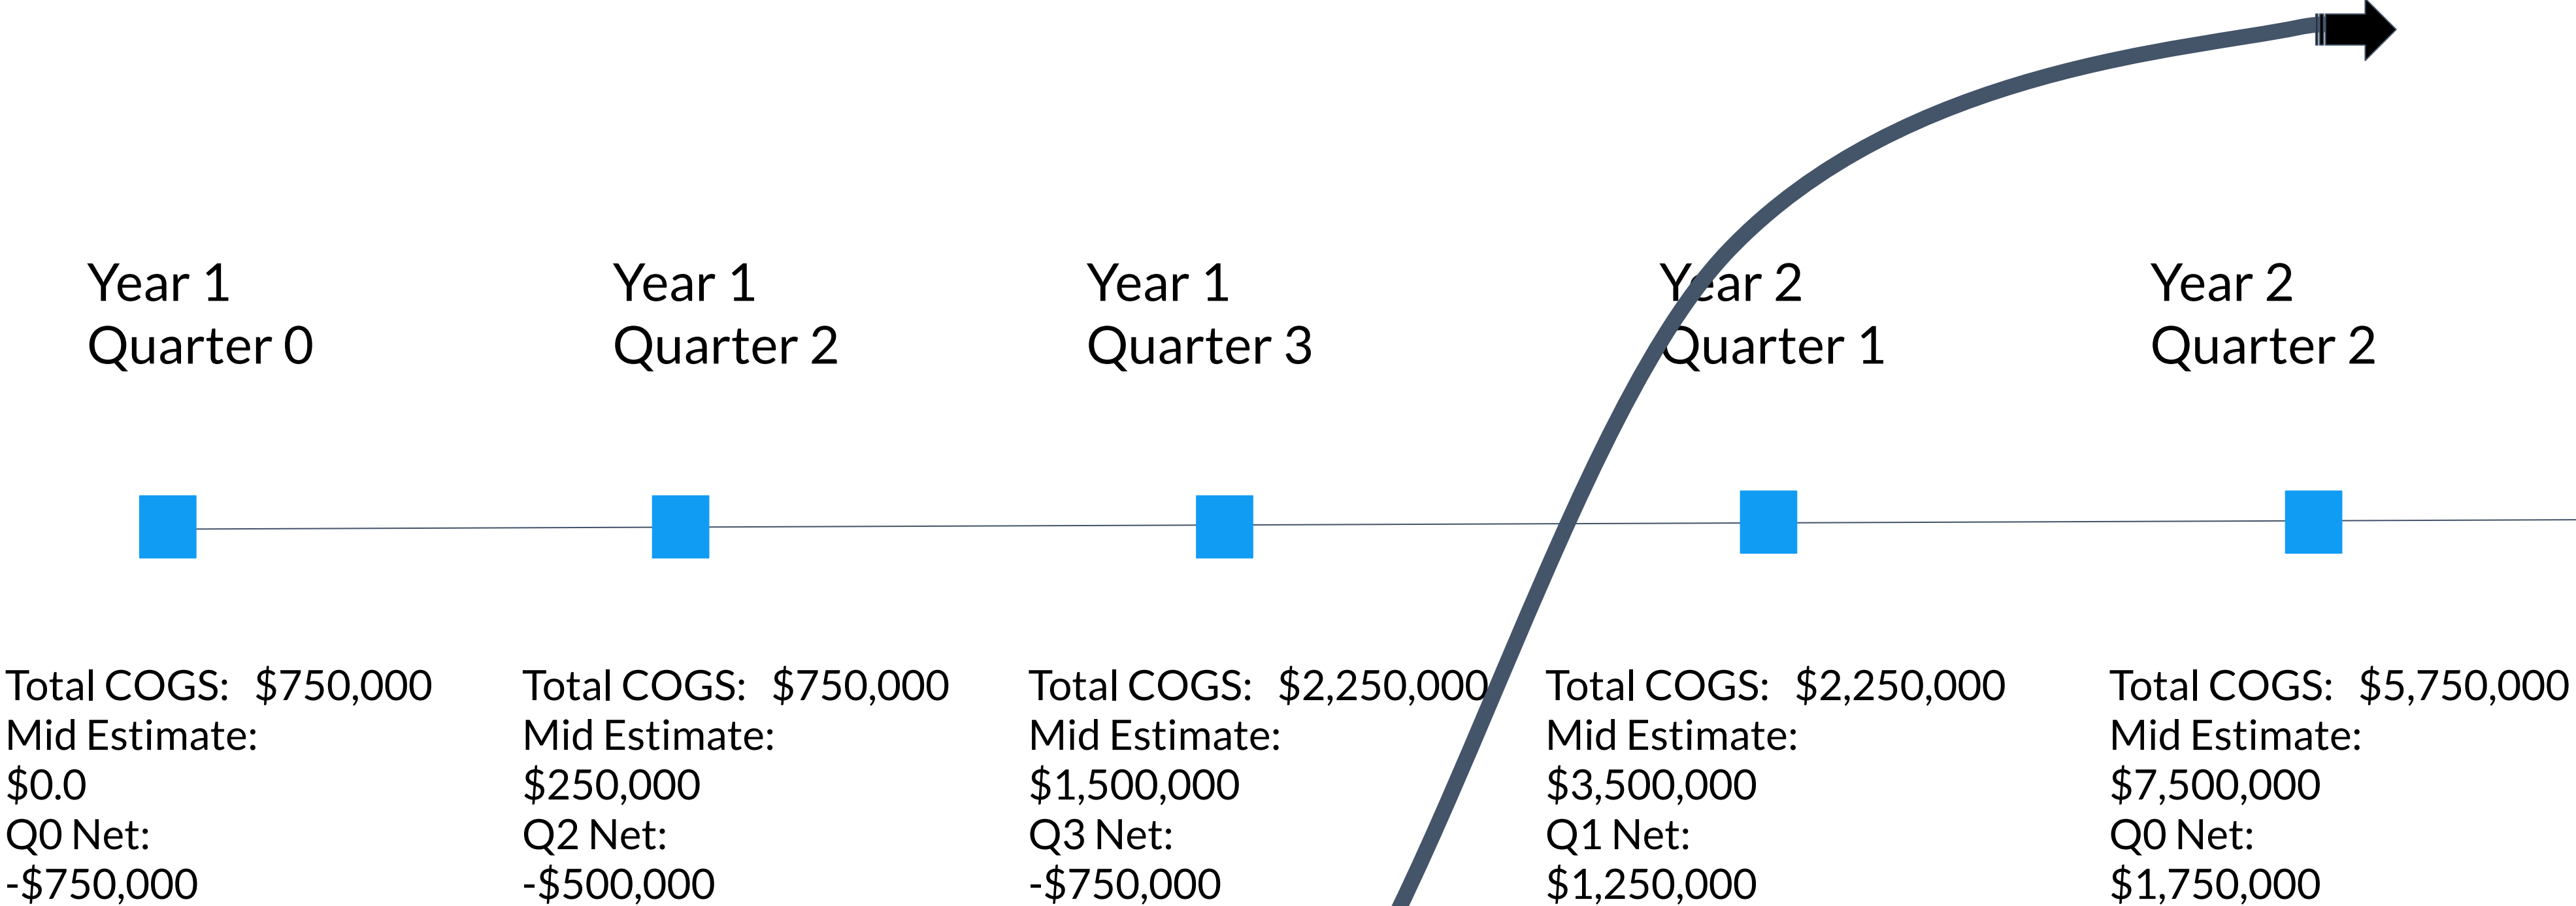 Year 1
Quarter 0
Year 1
Quarter 2
Year 1
Quarter 3
Year 2
Quarter 1
Year 2
Quarter 2
Total COGS: $750,000
Mid Estimate:
$0.0
Q0 Net:
-$750,000
Total COGS: $750,000
Mid Estimate:
$250,000
Q2 Net:
-$500,000
Total COGS: $2,250,000
Mid Estimate:
$1,500,000
Q3 Net:
-$750,000
Total COGS: $2,250,000
Mid Estimate:
$3,500,000
Q1 Net:
$1,250,000
Total COGS: $5,750,000
Mid Estimate:
$7,500,000
Q0 Net:
$1,750,000